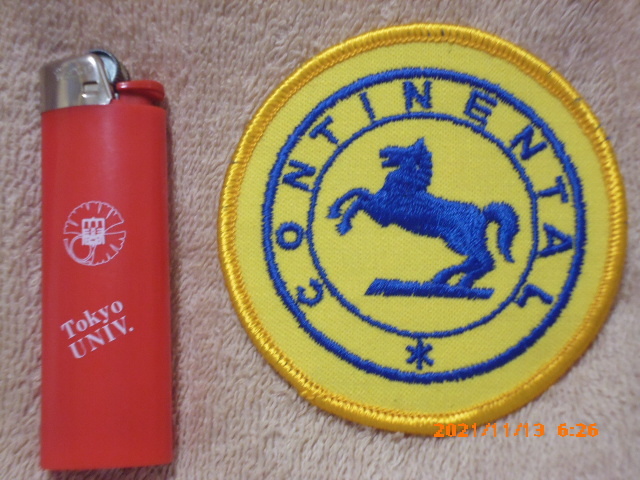 Tokyo
UNIV.
CONTINENTAL
*
2021/11/13 6:26